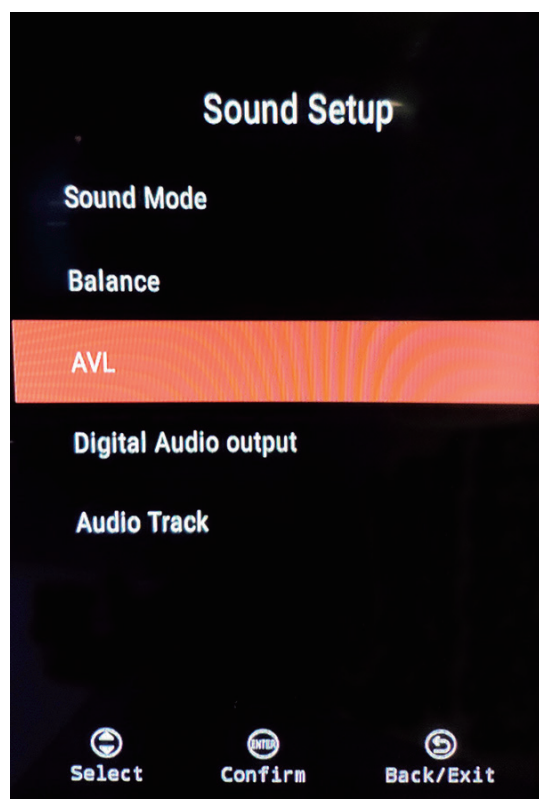 Sound Setup
Sound Mode
Balance
AVL
Digital Audio output
Audio Track
ENTER
Select Confirm Back/Exit